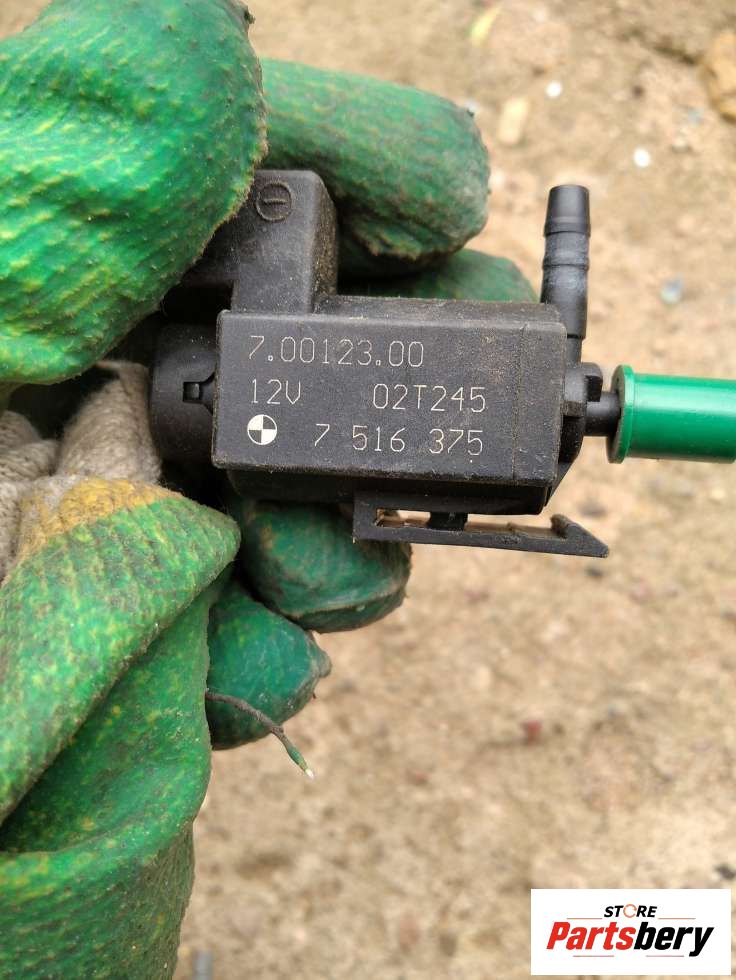 7.00123.00
12V 02T245
7 516 375
STORE
Partsbery